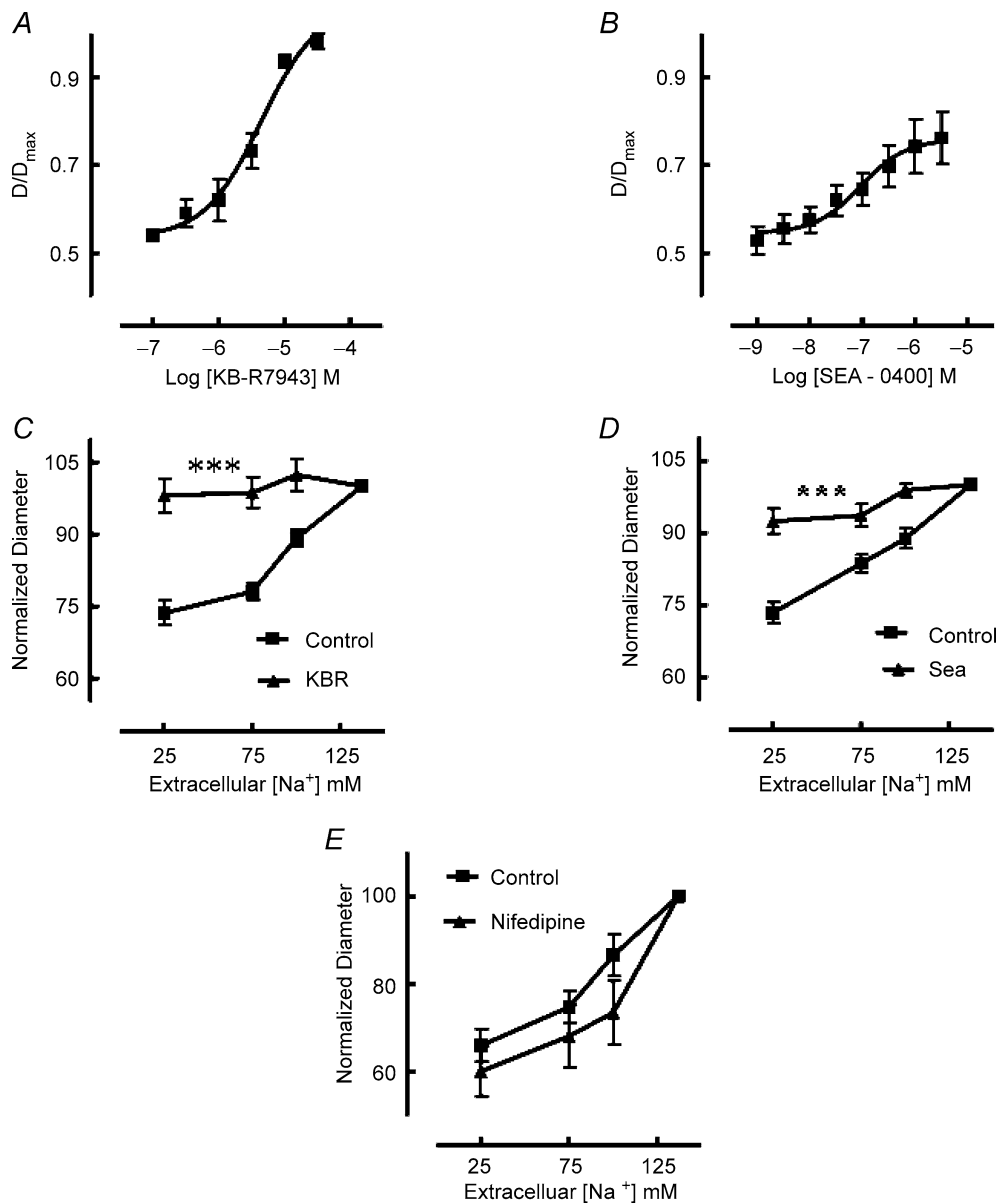 A
0.9
0.7
0.5
D/Dmax
−7 −6 −5 −4
Log [KB-R7943] M
B
0.9
0.7
0.5
D/Dmax
−9 −8 −7 −6 −5
Log [SEA - 0400] M
C
105
90
75
60
Normalized Diameter
***
Control
KBR
25 75 125
Extracellular [Na+] mM
D
105
90
75
60
Normalized Diameter
***
Control
Sea
25 75 125
Extracellular [Na+] mM
E
100
80
60
Normalized Diameter
Control
Nifedipine
25 75 125
Extracelluar [Na +] mM